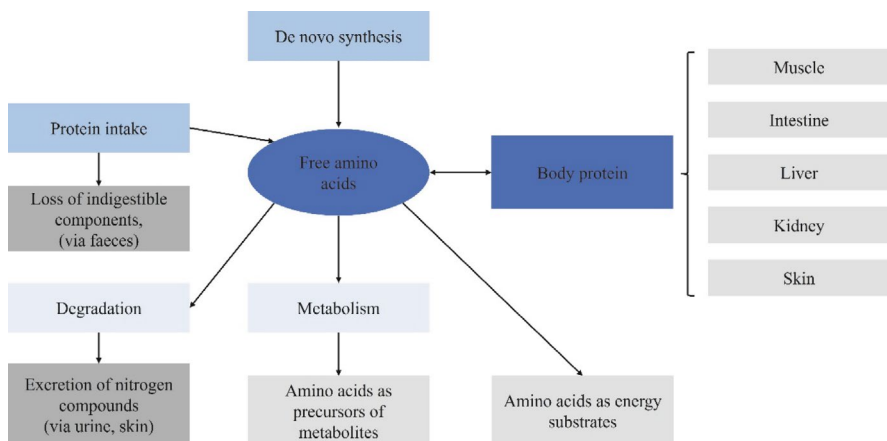 De novo synthesis
Protein intake
Free amino
acids
Body protein
Muscle
Intestine
Liver
Kidney
Skin
Loss of indigestible
components,
(via faeces)
Degradation
Metabolism
Excretion of nitrogen
compounds
(via urine, skin)
Amino acids as
precursors of
metabolites
Amino acids as energy
substrates